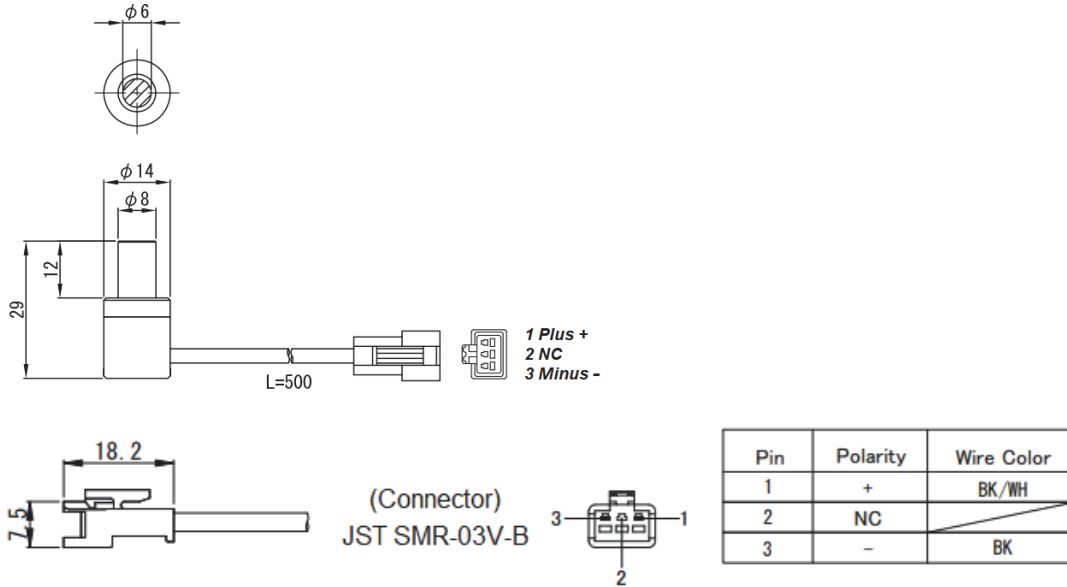 φ6
φ14
φ8
12
29
L=500
1 Plus +
2 NC
3 Minus -
18.2
7.5
(Connector)
JST SMR-03V-B
3
1
2
Pin Polarity Wire Color
1 + BK/WH
2 NC
3 - BK